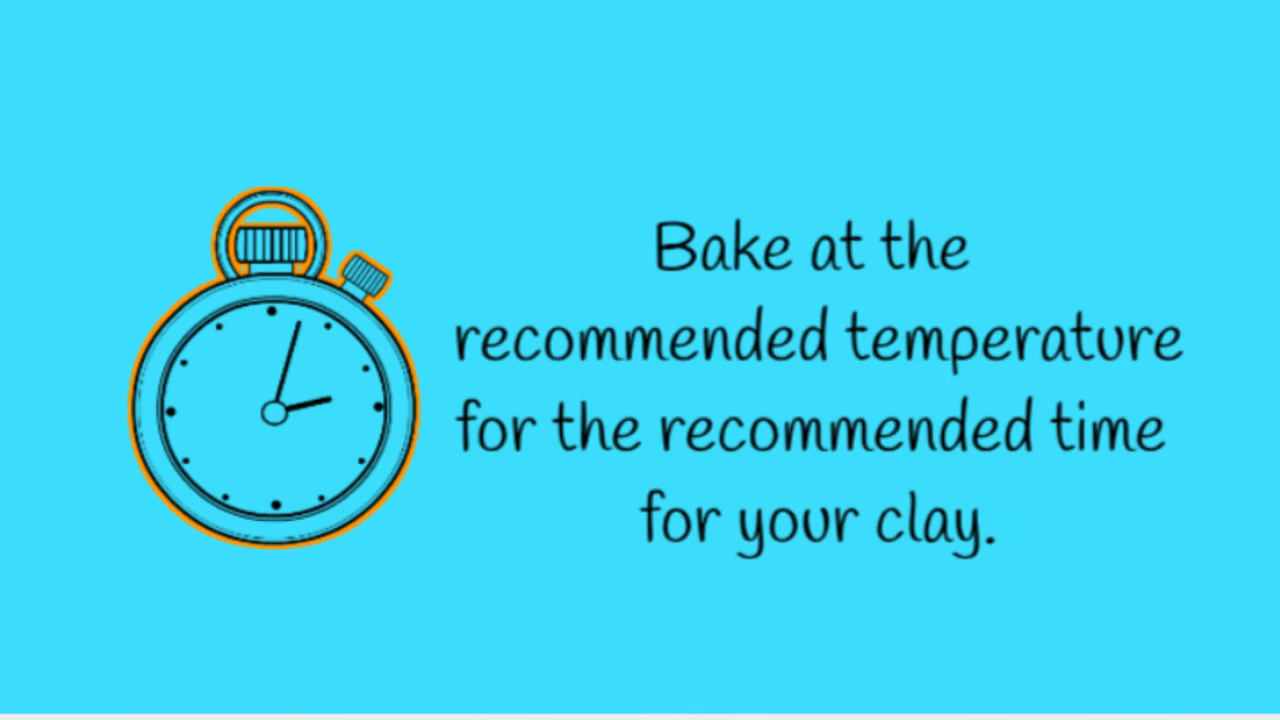 Bake at the
recommended temperature
for the recommended time
for your clay.